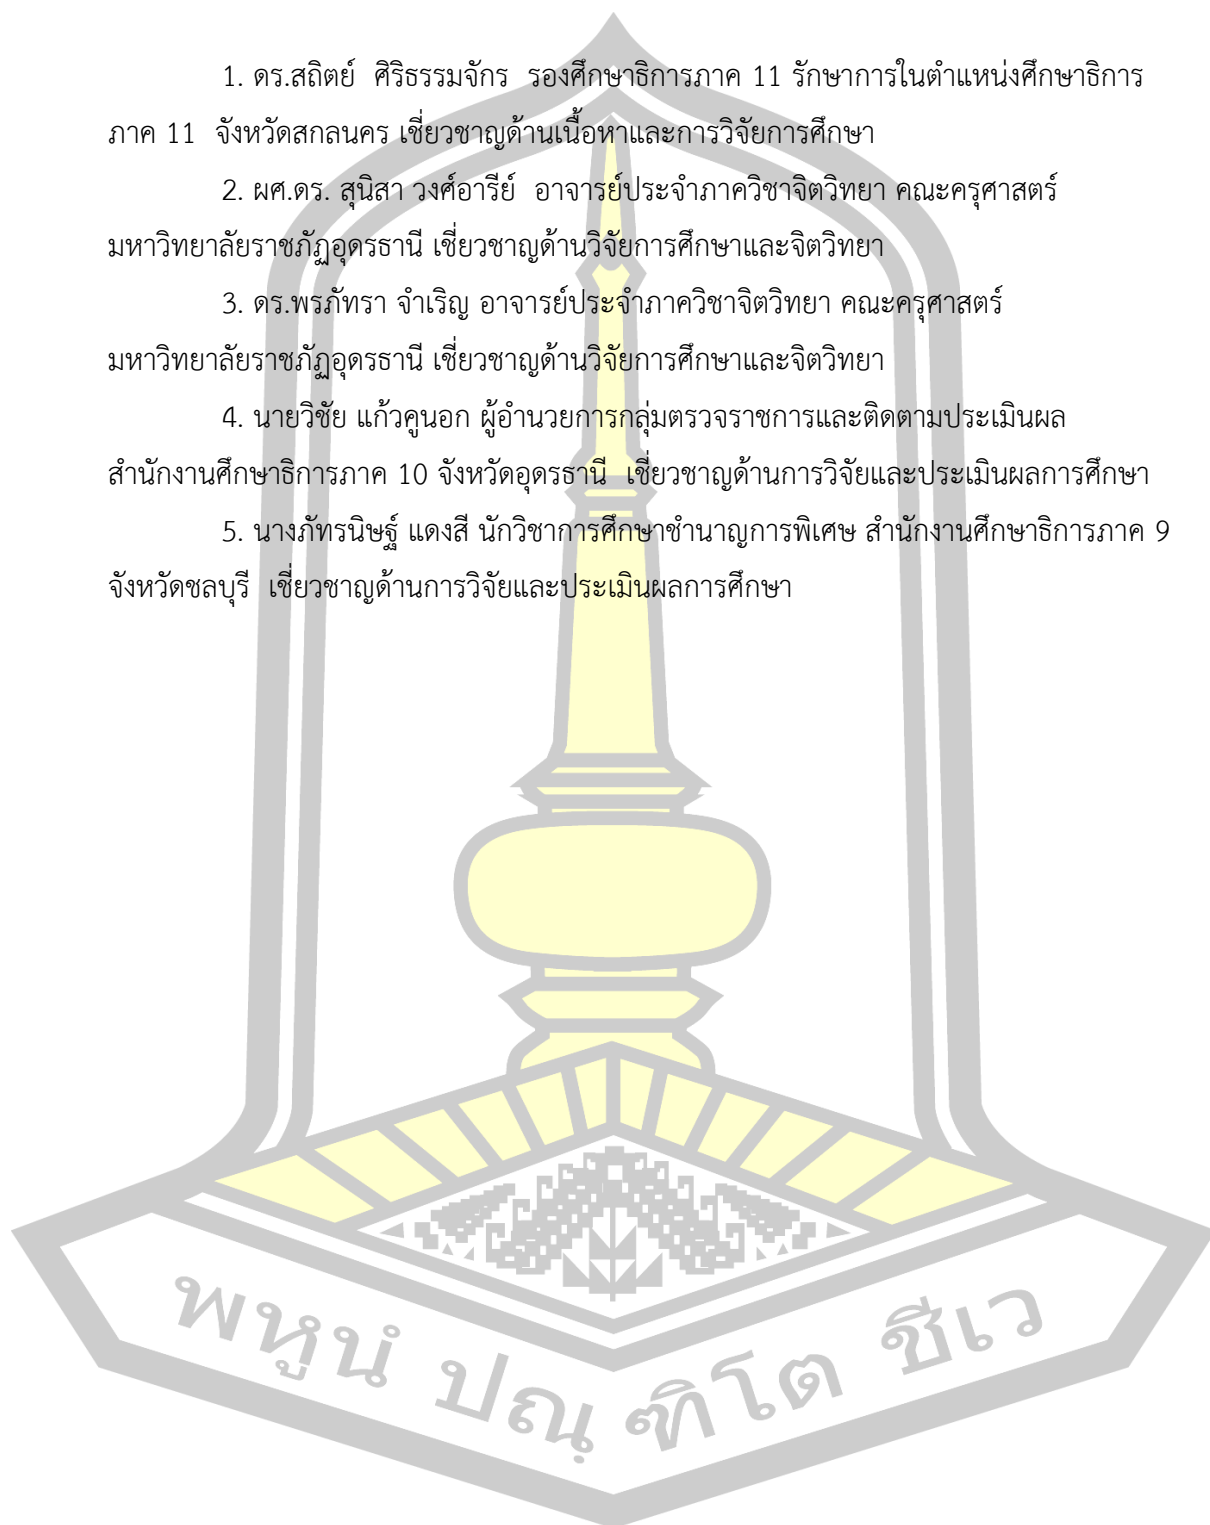 1. ดร.สถิตย์ ศิริธรรมจักร รองศึกษาธิการภาค 11 รักษาการในตำแหน่งศึกษาธิการ
ภาค 11 จังหวัดสกลนคร เชี่ยวชาญด้านเนื้อหาและการวิจัยการศึกษา
2. ผศ.ดร. สุนิสา วงศ์อารีย์ อาจารย์ประจำภาควิชาจิตวิทยา คณะครุศาสตร์
มหาวิทยาลัยราชภัฏอุดรธานี เชี่ยวชาญด้านวิจัยการศึกษาและจิตวิทยา
3. ดร.พรภัทรา จำเริญ อาจารย์ประจำภาควิชาจิตวิทยา คณะครุศาสตร์
มหาวิทยาลัยราชภัฏอุดรธานี เชี่ยวชาญด้านวิจัยการศึกษาและจิตวิทยา
4. นายวิชัย แก้วคูนอก ผู้อำนวยการกลุ่มตรวจราชการและติดตามประเมินผล
สำนักงานศึกษาธิการภาค 10 จังหวัดอุดรธานี เชี่ยวชาญด้านการวิจัยและประเมินผลการศึกษา
5. นางภัทรนิษฐ์ แดงสี นักวิชาการศึกษาชำนาญการพิเศษ สำนักงานศึกษาธิการภาค 9
จังหวัดชลบุรี เชี่ยวชาญด้านการวิจัยและประเมินผลการศึกษา
พหูนํ ปณฺ ฑิโต ชีเว